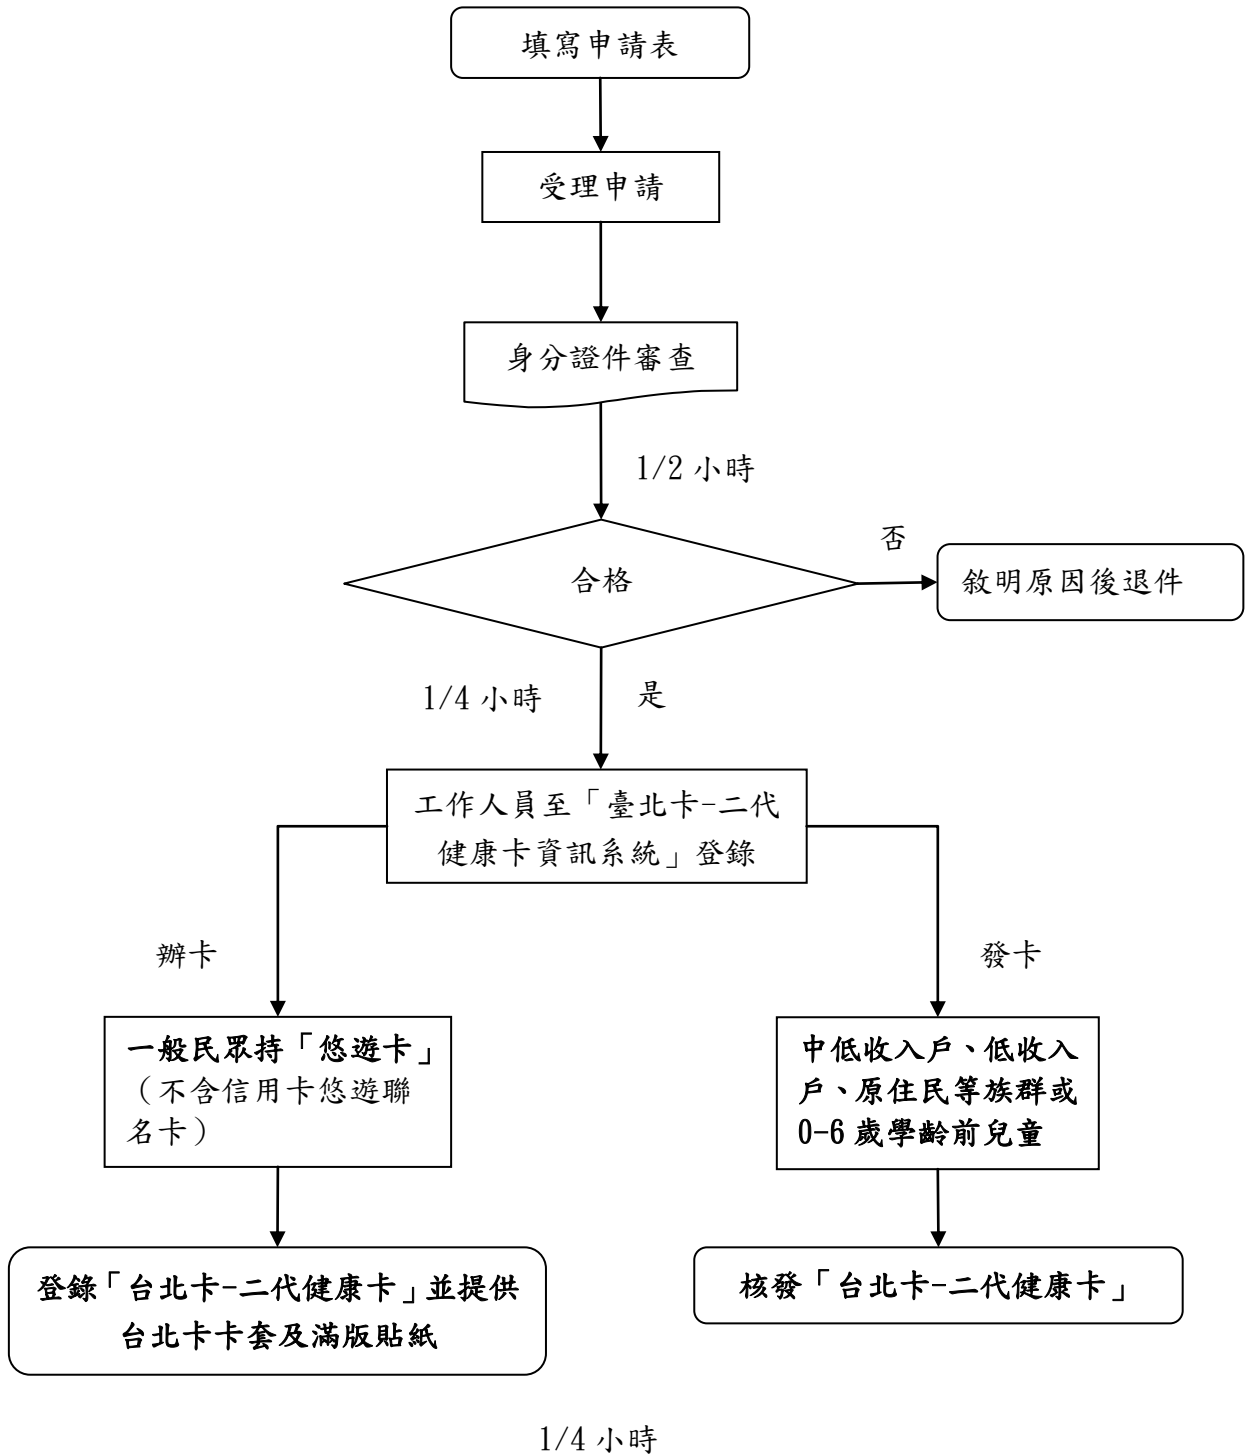 填寫申請表
受理申請
身分證件審查
1/2 小時
合格
否
敘明原因後退件
1/4 小時
是
工作人員至「臺北卡-二代
健康卡資訊系統」登錄
辦卡
發卡
一般民眾持「悠遊卡」
（不含信用卡悠遊聯
名卡）
中低收入戶、低收入
戶、原住民等族群或
0-6 歲學齡前兒童
登錄「台北卡-二代健康卡」並提供
台北卡卡套及滿版貼紙
核發「台北卡-二代健康卡」
1/4 小時